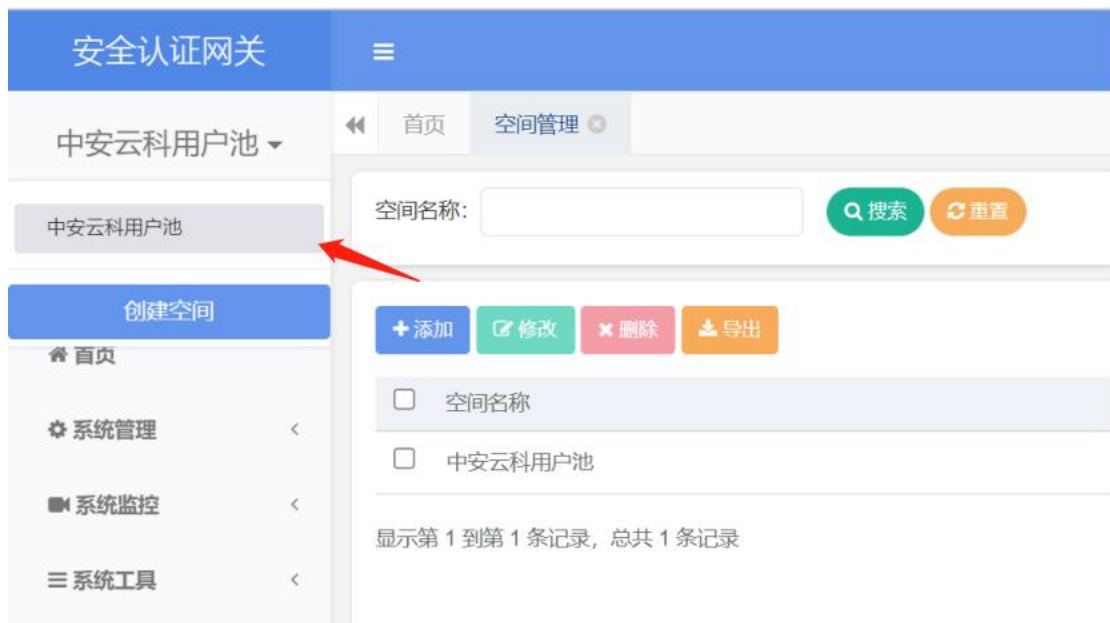 安全认证网关
中安云科用户池
首页 空间管理
中安云科用户池
空间名称: 搜索 重置
创建空间
添加 修改 删除 导出
首页
空间名称
系统管理
中安云科用户池
系统监控
显示第 1 到第 1 条记录，总共 1 条记录
系统工具